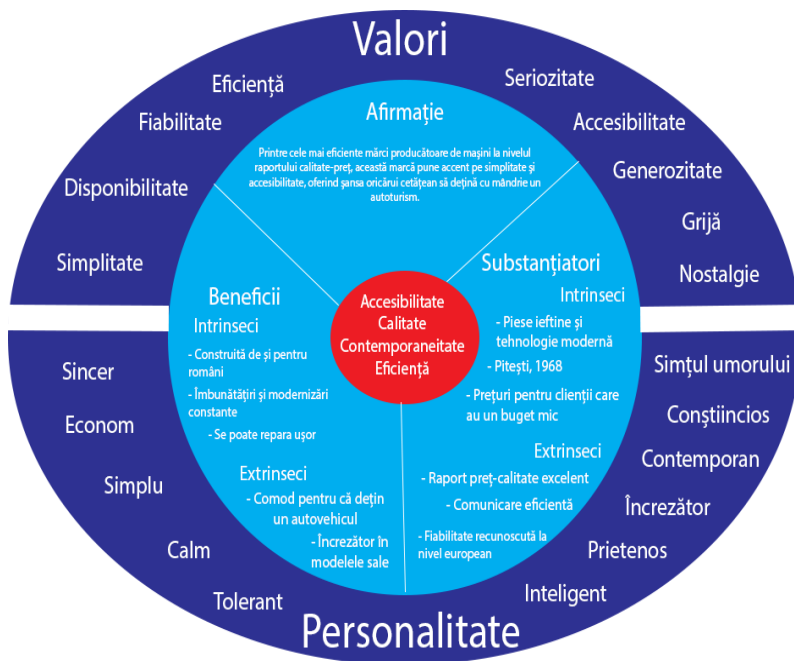 Valori
Eficiență
Fiabilitate
Disponibilitate
Simplitate
Seriozitate
Accesibilitate
Generozitate
Grijă
Nostalgie
Afirmație
Printre cele mai eficiente mărci producătoare de mașini la nivelul
raportului calitate-preț, această marcă pune accent pe simplitate și
accesibilitate, oferind șansa oricărui cetățean să dețină cu mândrie un
autoturism.
Beneficii
Intrinseci
- Construită de și pentru
români
- Îmbunătățiri și modernizări
constante
- Se poate repara ușor
Extrinseci
- Comod pentru că dețin
un autovehicul
- Încrezător în
modelele sale
Accesibilitate
Calitate
Contemporaneitate
Eficiență
Substanțiatori
Intrinseci
- Piese ieftine și
tehnologie modernă
- Pitești, 1968
- Prețuri pentru clienții care
au un buget mic
Extrinseci
- Raport preț-calitate excelent
- Comunicare eficientă
- Fiabilitate recunoscută la
nivel european
Sincer
Econom
Simplu
Calm
Tolerant
Simțul umorului
Conștiincios
Contemporan
Încrezător
Prietenos
Inteligent
Personalitate